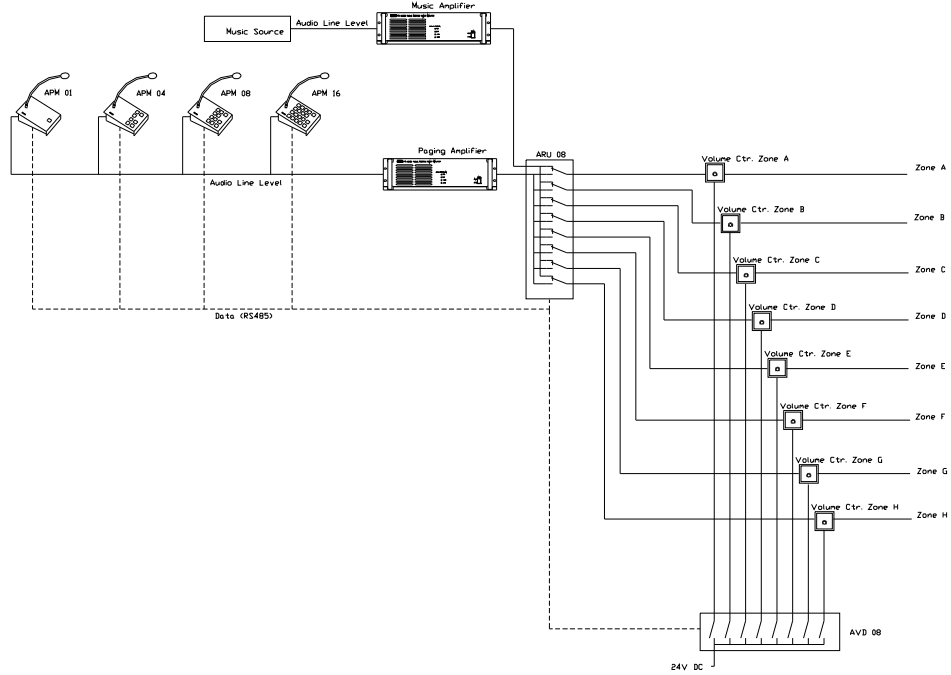 Music Amplifier
Audio Line Level
Music Source
APM 01
APM 04
APM 08
APM 16
Paging Amplifier
ARU 08
Audio Line Level
Data (RS485)
Volume Ctr. Zone A
Zone A
Volume Ctr. Zone B
Zone B
Volume Ctr. Zone C
Zone C
Volume Ctr. Zone D
Zone D
Volume Ctr. Zone E
Zone E
Volume Ctr. Zone F
Zone F
Volume Ctr. Zone G
Zone G
Volume Ctr. Zone H
Zone H
AVD 08
24V DC